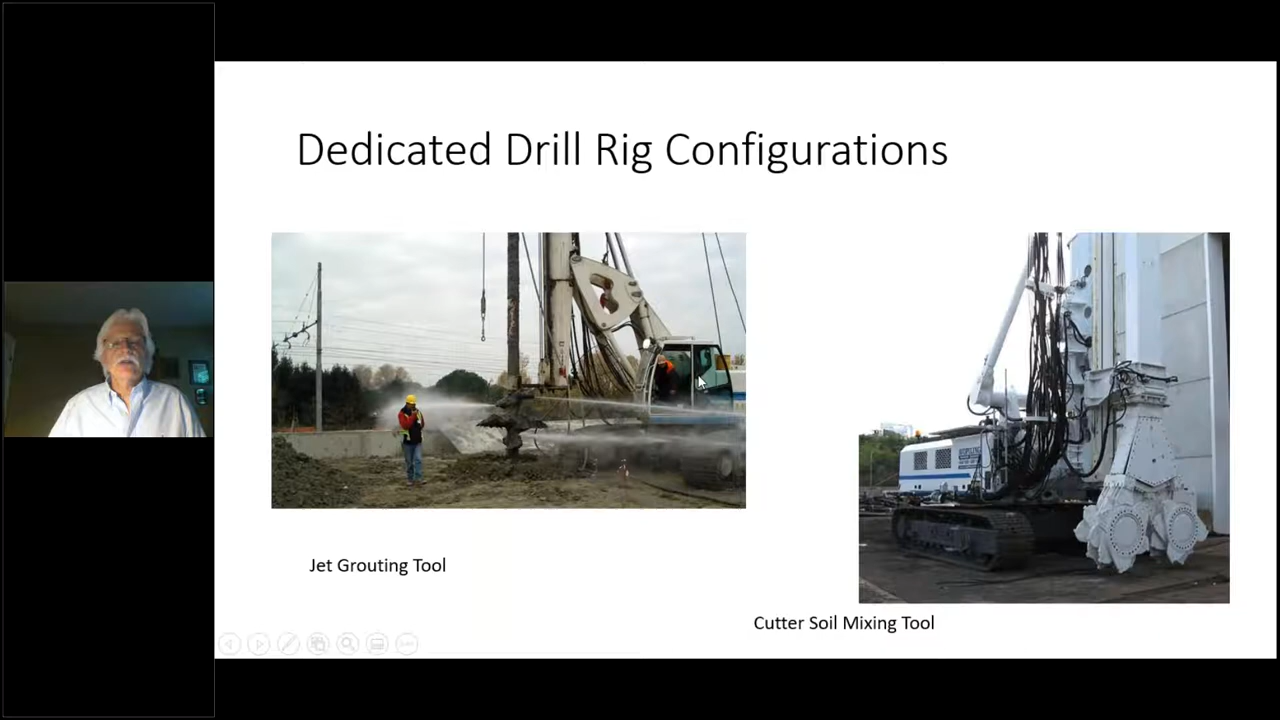 Dedicated Drill Rig Configurations
Jet Grouting Tool
Cutter Soil Mixing Tool